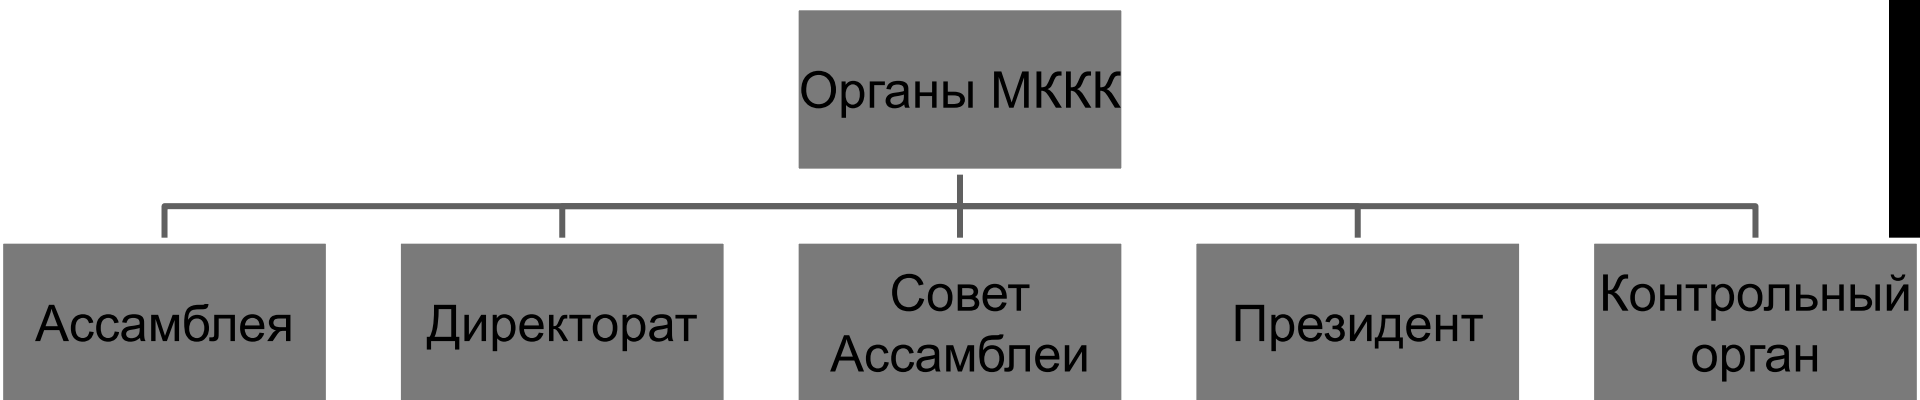 Органы МККК
Ассамблея
Директорат
Совет
Ассамблеи
Президент
Контрольный
орган